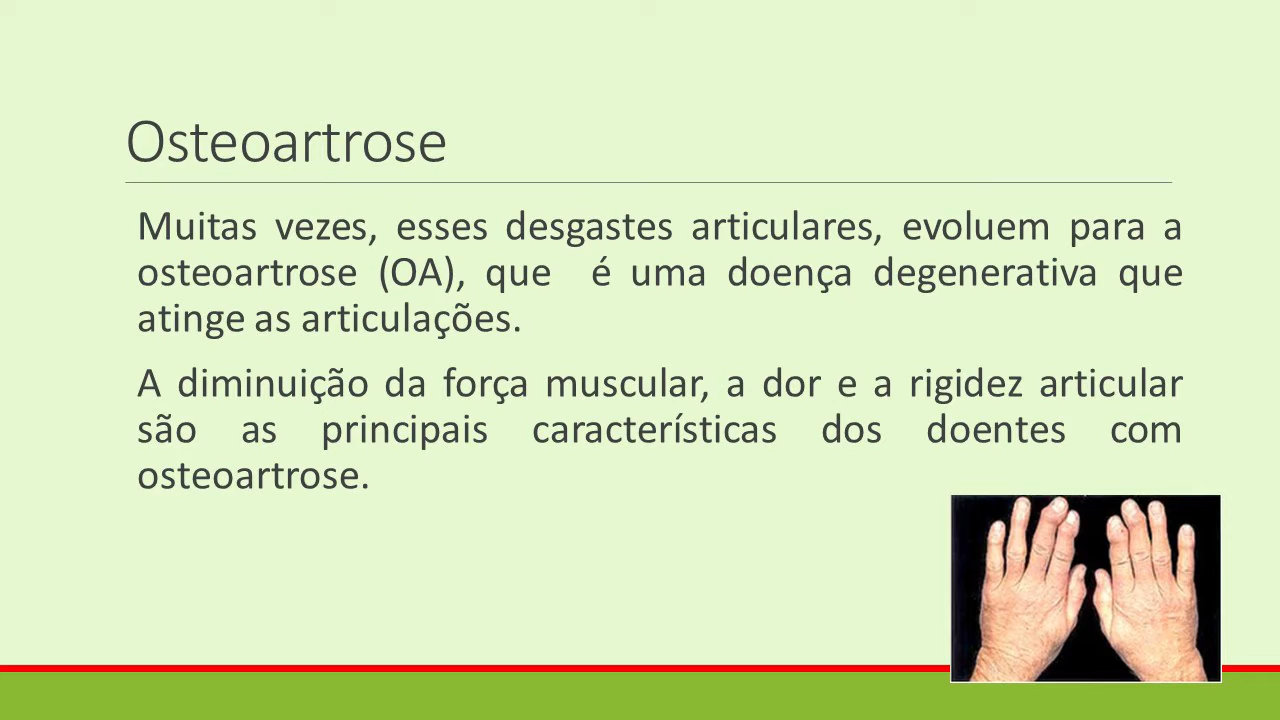 Osteoartrose
Muitas vezes, esses desgastes articulares, evoluem para a
osteoartrose (OA), que é uma doença degenerativa que
atinge as articulações.
A diminuição da força muscular, a dor e a rigidez articular
são as principais características dos doentes com
osteoartrose.